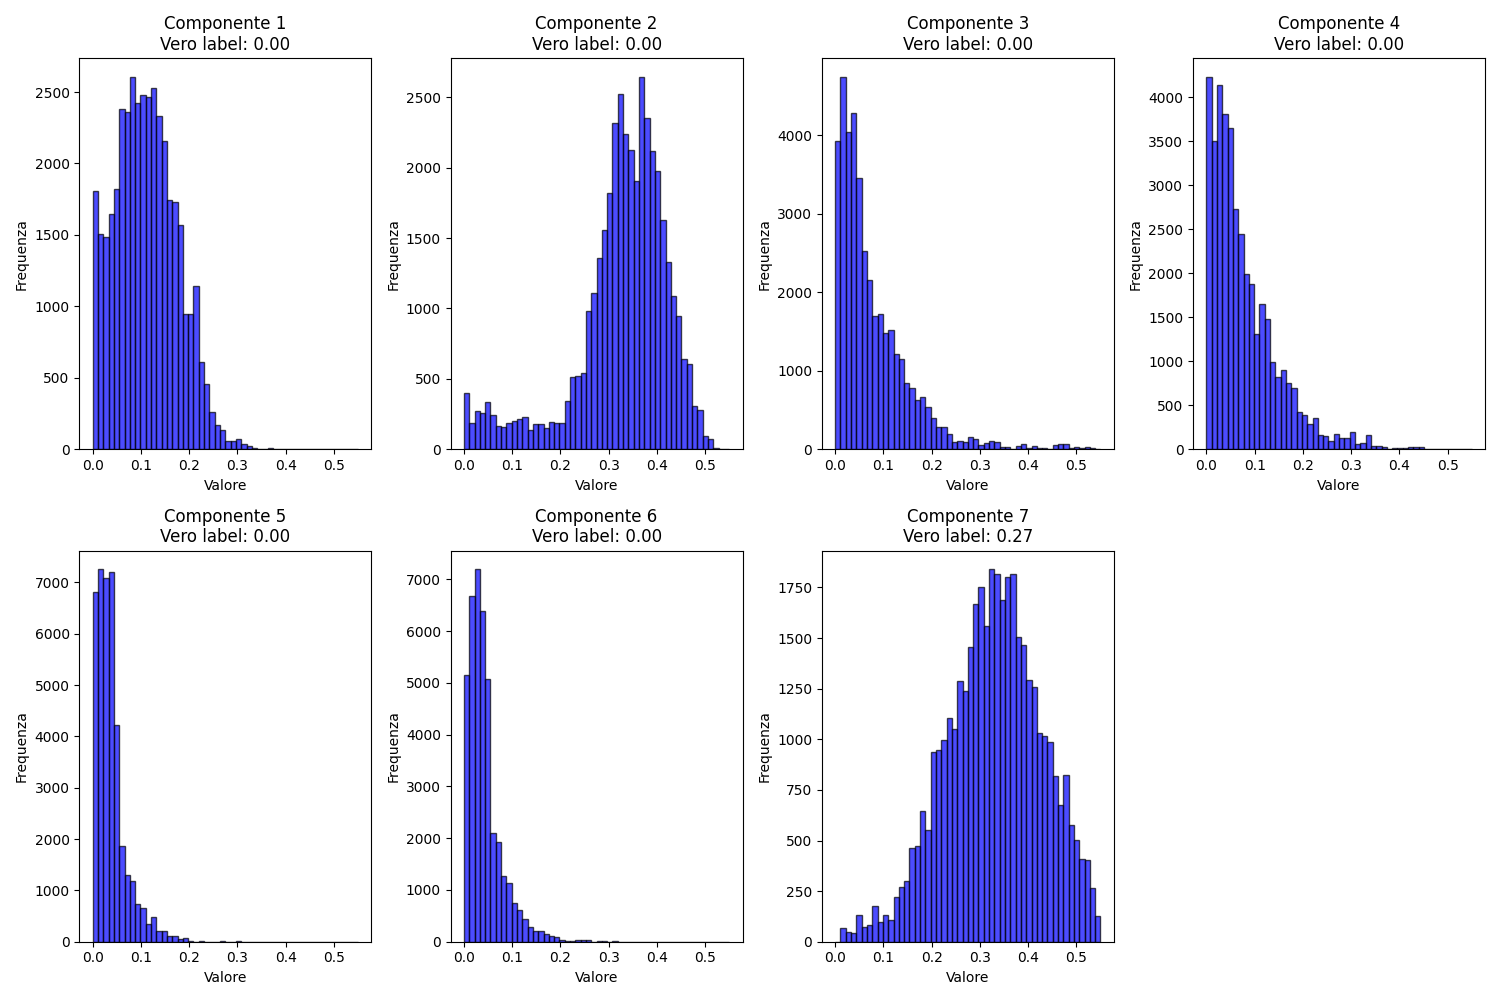 Componente 1
Vero label: 0.00
Componente 2
Vero label: 0.00
Componente 3
Vero label: 0.00
Componente 4
Vero label: 0.00
Frequenza
2500
2000
1500
1000
500
0
0.0 0.1 0.2 0.3 0.4 0.5
Valore
Frequenza
2500
2000
1500
1000
500
0
0.0 0.1 0.2 0.3 0.4 0.5
Valore
Frequenza
4000
3000
2000
1000
0
0.0 0.1 0.2 0.3 0.4 0.5
Valore
Frequenza
4000
3500
3000
2500
2000
1500
1000
500
0
0.0 0.1 0.2 0.3 0.4 0.5
Valore
Componente 5
Vero label: 0.00
Componente 6
Vero label: 0.00
Componente 7
Vero label: 0.27
Frequenza
7000
6000
5000
4000
3000
2000
1000
0
0.0 0.1 0.2 0.3 0.4 0.5
Valore
Frequenza
7000
6000
5000
4000
3000
2000
1000
0
0.0 0.1 0.2 0.3 0.4 0.5
Valore
Frequenza
1750
1500
1250
1000
750
500
250
0
0.0 0.1 0.2 0.3 0.4 0.5
Valore